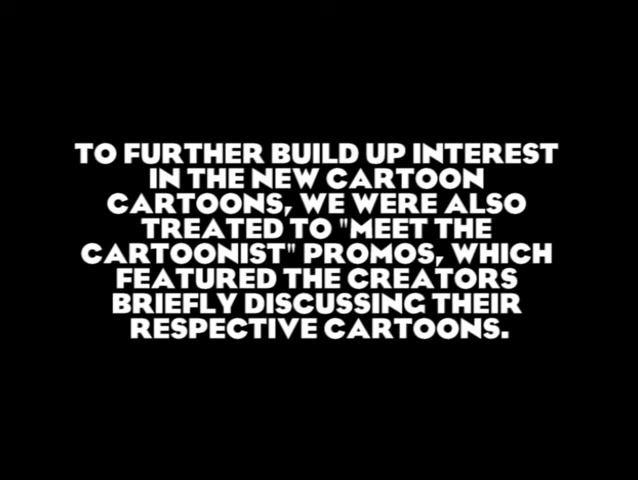 TO FURTHER BUILD UP INTEREST
IN THE NEW CARTOON
CARTOONS, WE WERE ALSO
TREATED TO "MEET THE
CARTOONIST" PROMOS, WHICH
FEATURED THE CREATORS
BRIEFLY DISCUSSING THEIR
RESPECTIVE CARTOONS.